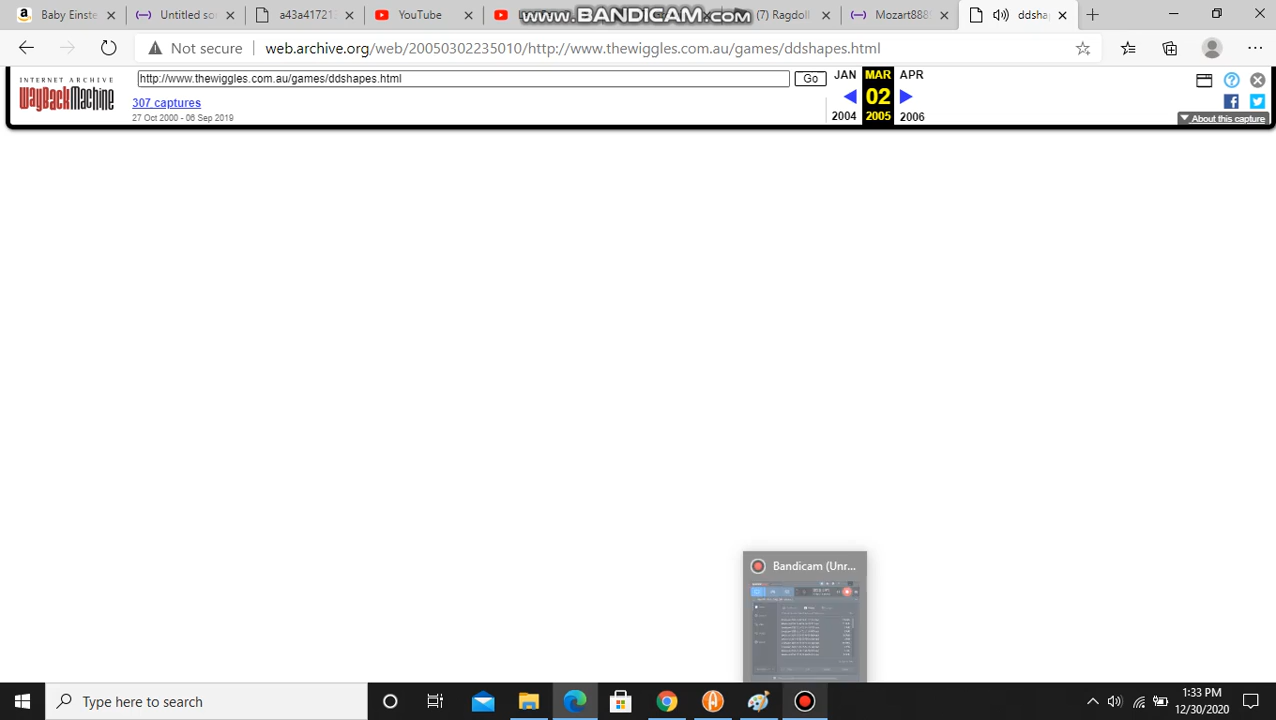 Baby Einste
Untitled so
a43a417212
YouTube
WWW.BANDICAM.COM
(7) Ragdoll
Mozart888
ddsha
Not secure
web.archive.org/web/20050302235010/http://www.thewiggles.com.au/games/ddshapes.html
INTERNET ARCHIVE
WayBackMachine
http://www.thewiggles.com.au/games/ddshapes.html
Go
307 captures
27 Oct - 06 Sep 2019
JAN MAR APR
02
2004 2005 2006
About this capture
Bandicam (Unr...
Type here to search
1:33 PM
12/30/2020